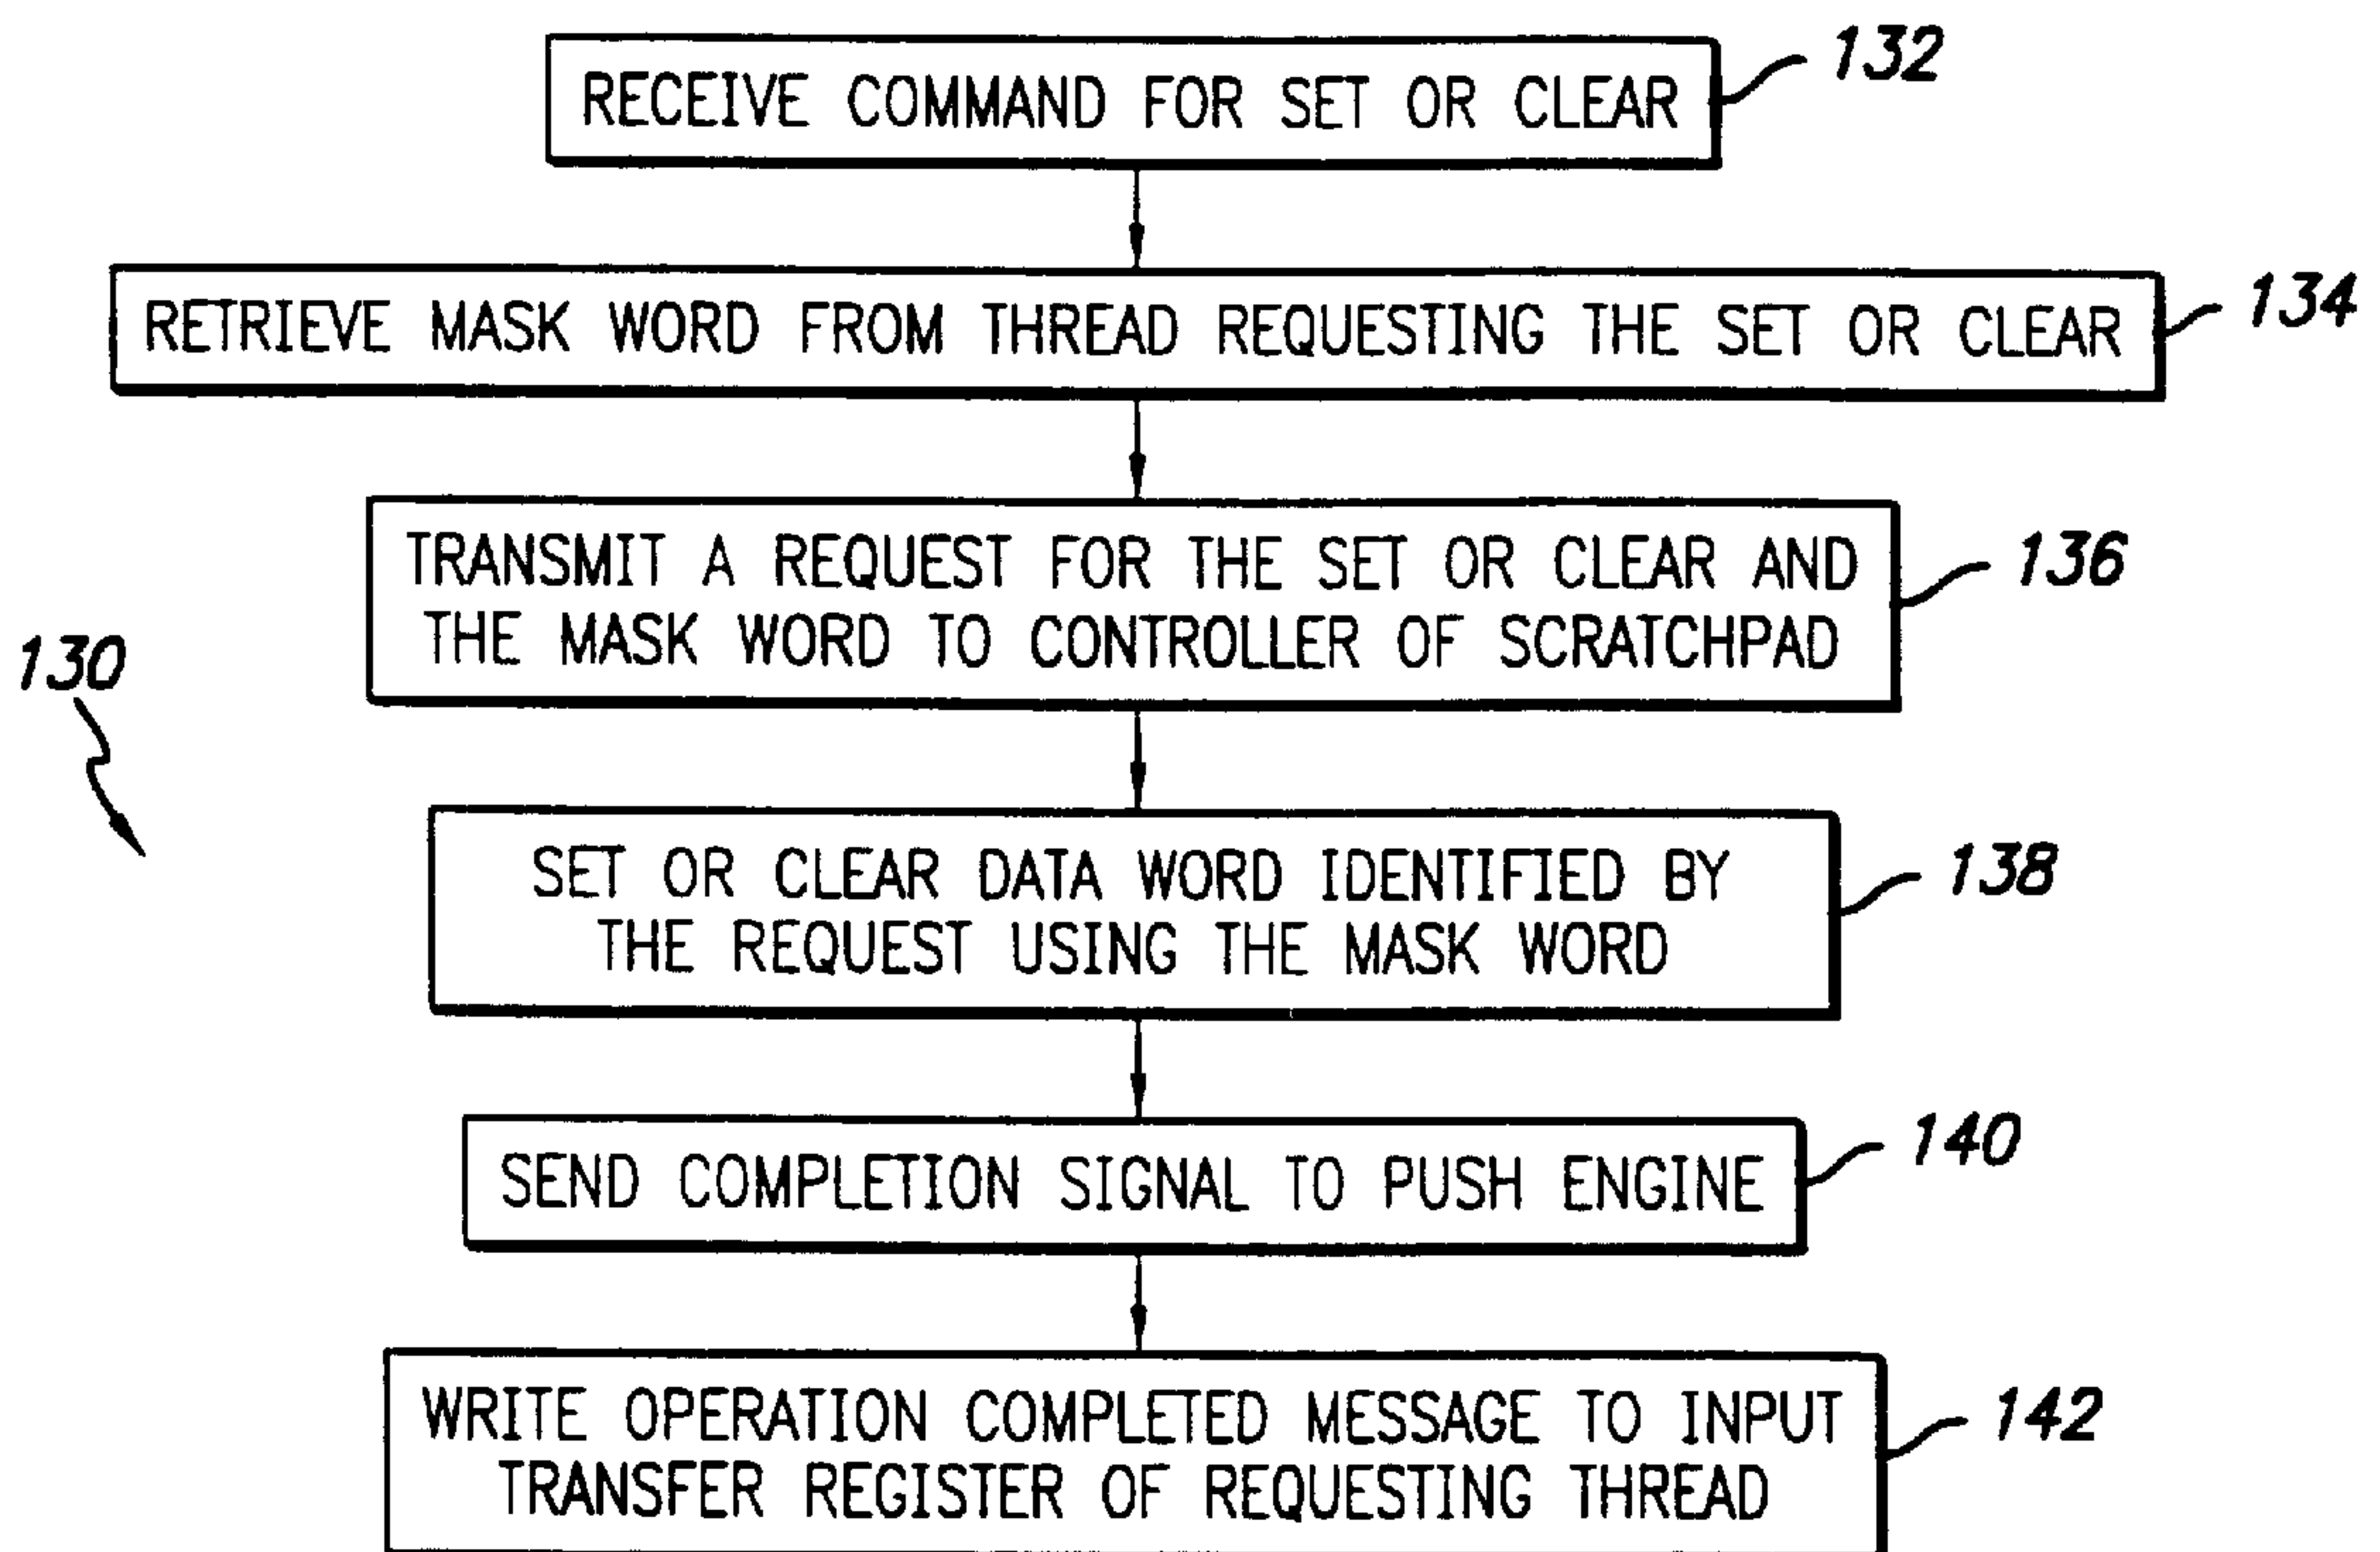 RECEIVE COMMAND FOR SET OR CLEAR
132
RETRIEVE MASK WORD FROM THREAD REQUESTING THE SET OR CLEAR
134
TRANSMIT A REQUEST FOR THE SET OR CLEAR AND
THE MASK WORD TO CONTROLLER OF SCRATCHPAD
136
130
SET OR CLEAR DATA WORD IDENTIFIED BY
THE REQUEST USING THE MASK WORD
138
SEND COMPLETION SIGNAL TO PUSH ENGINE
140
WRITE OPERATION COMPLETED MESSAGE TO INPUT
TRANSFER REGISTER OF REQUESTING THREAD
142